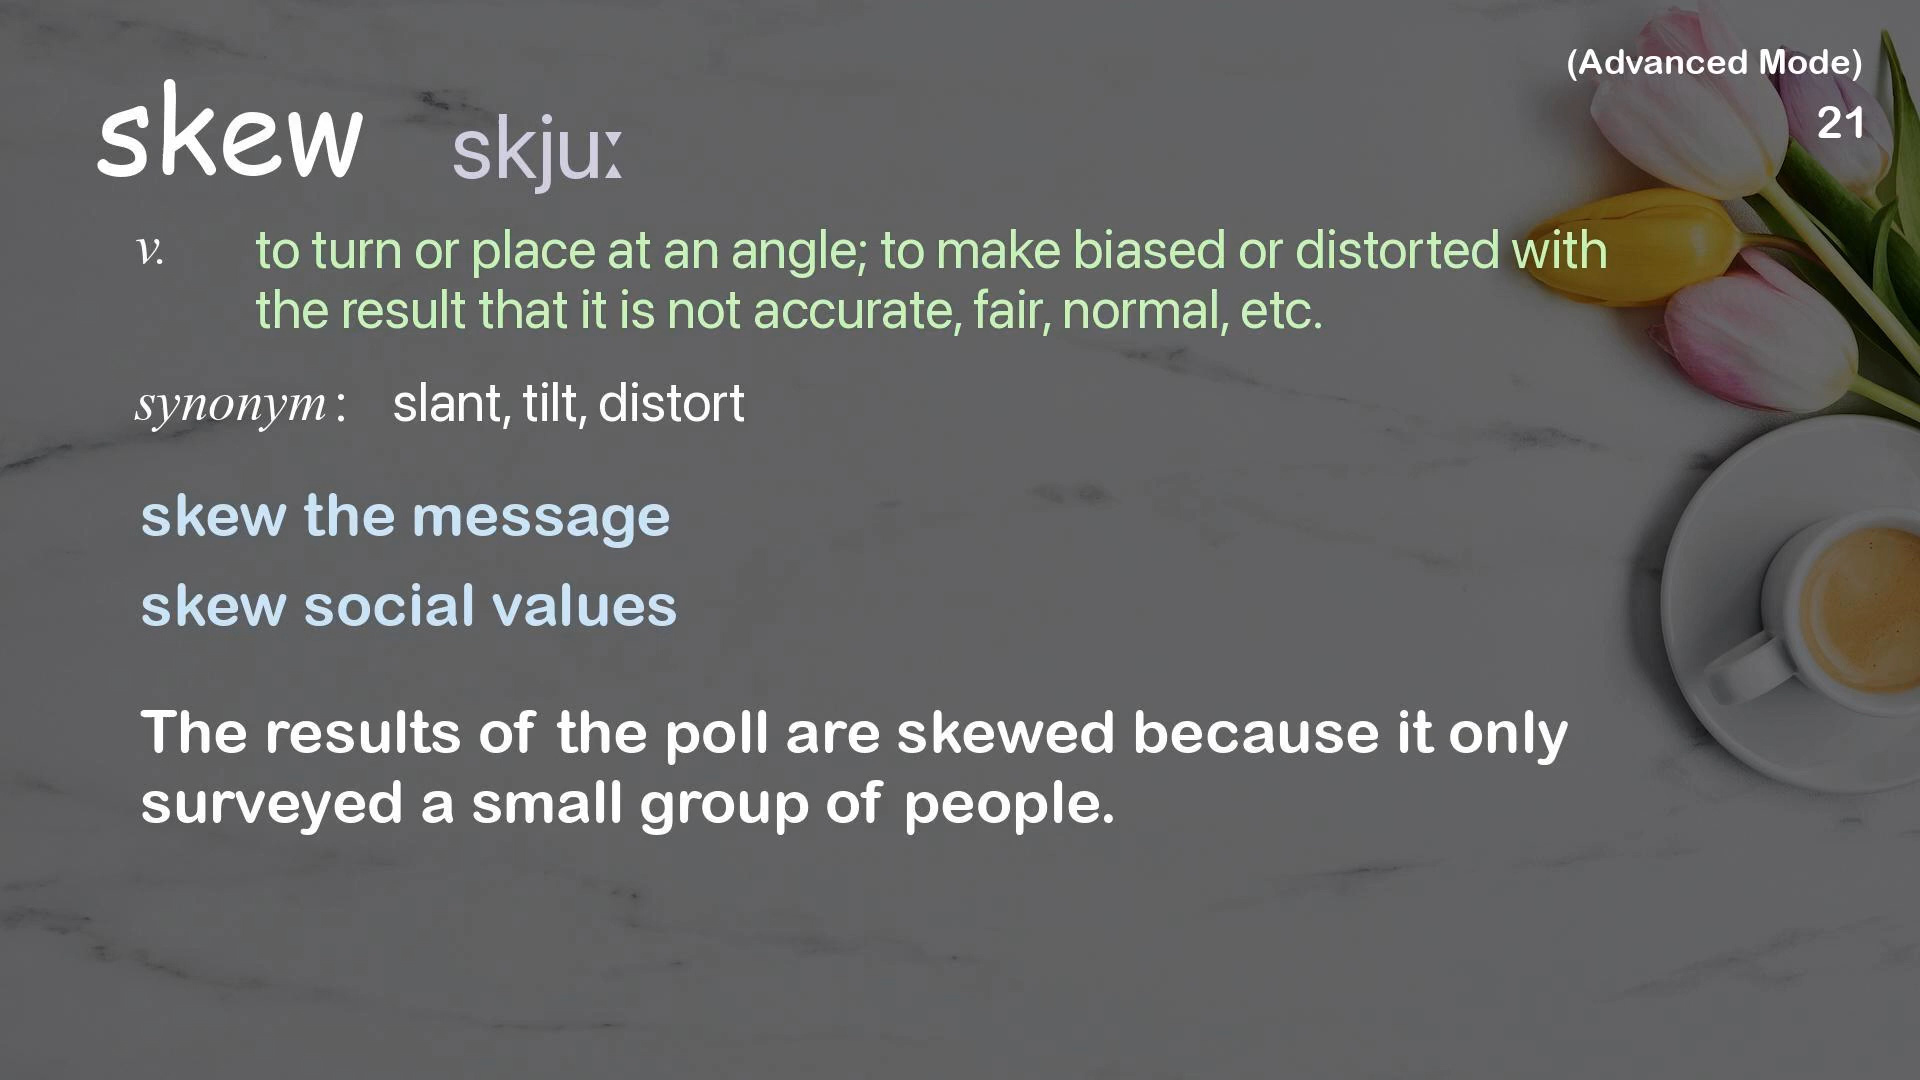 (Advanced Mode)
21
skew skjuː
v. to turn or place at an angle; to make biased or distorted with
the result that it is not accurate, fair, normal, etc.
synonym : slant, tilt, distort
skew the message
skew social values
The results of the poll are skewed because it only
surveyed a small group of people.